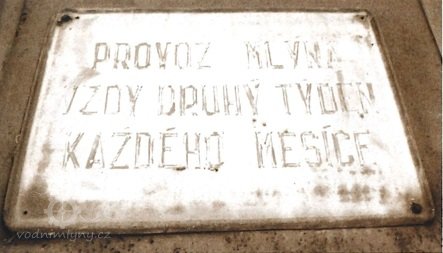 PROVOZ MLÝNA
VŽDY DRUHÝ TÝDEN
KAŽDÉHO MĚSÍCE
vodnimlyny.cz